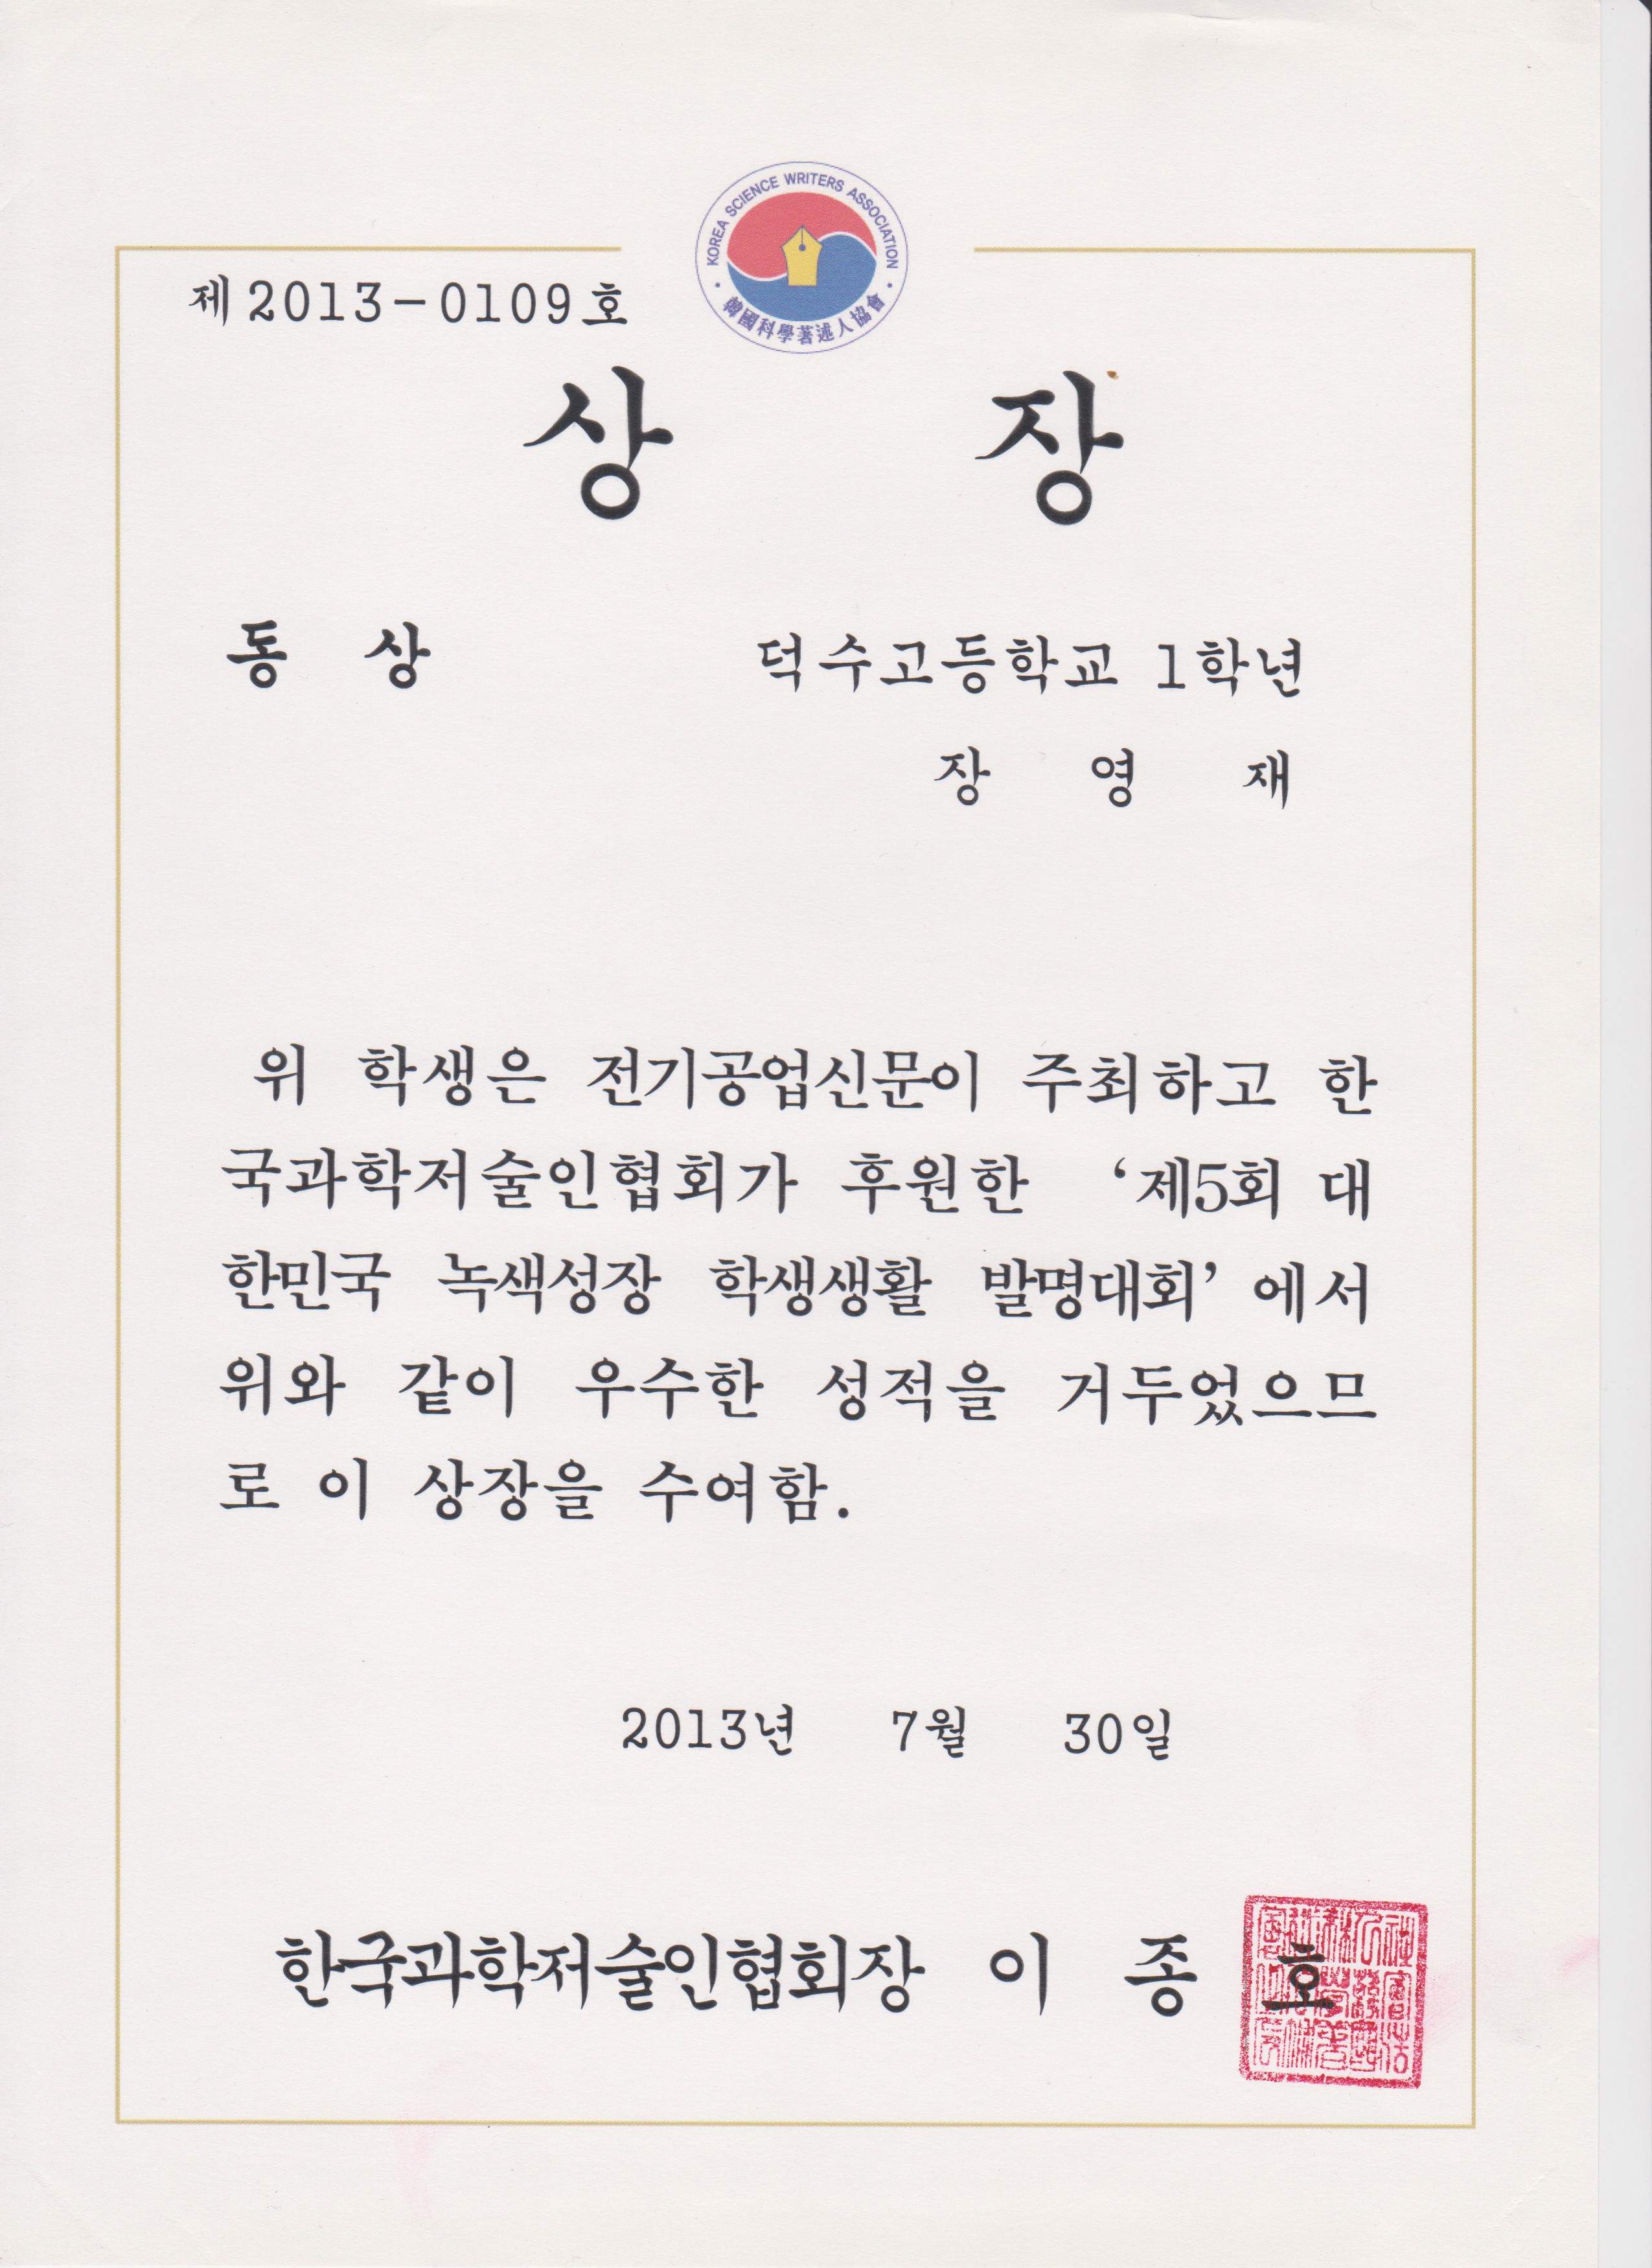 KOREA SCIENCE WRITERS ASSOCIATION
韓國科學著述人協會
제 2013-0109호
상 장
동 상
덕수고등학교 1학년
장 영 재
위 학생은 전기공업신문이 주최하고 한
국과학저술인협회가 후원한 ‘제5회 대
한민국 녹색성장 학생생활 발명대회’ 에서
위와 같이 우수한 성적을 거두었으므
로 이 상장을 수여함.
2013년 7월 30일
한국과학저술인협회장 이 종 호